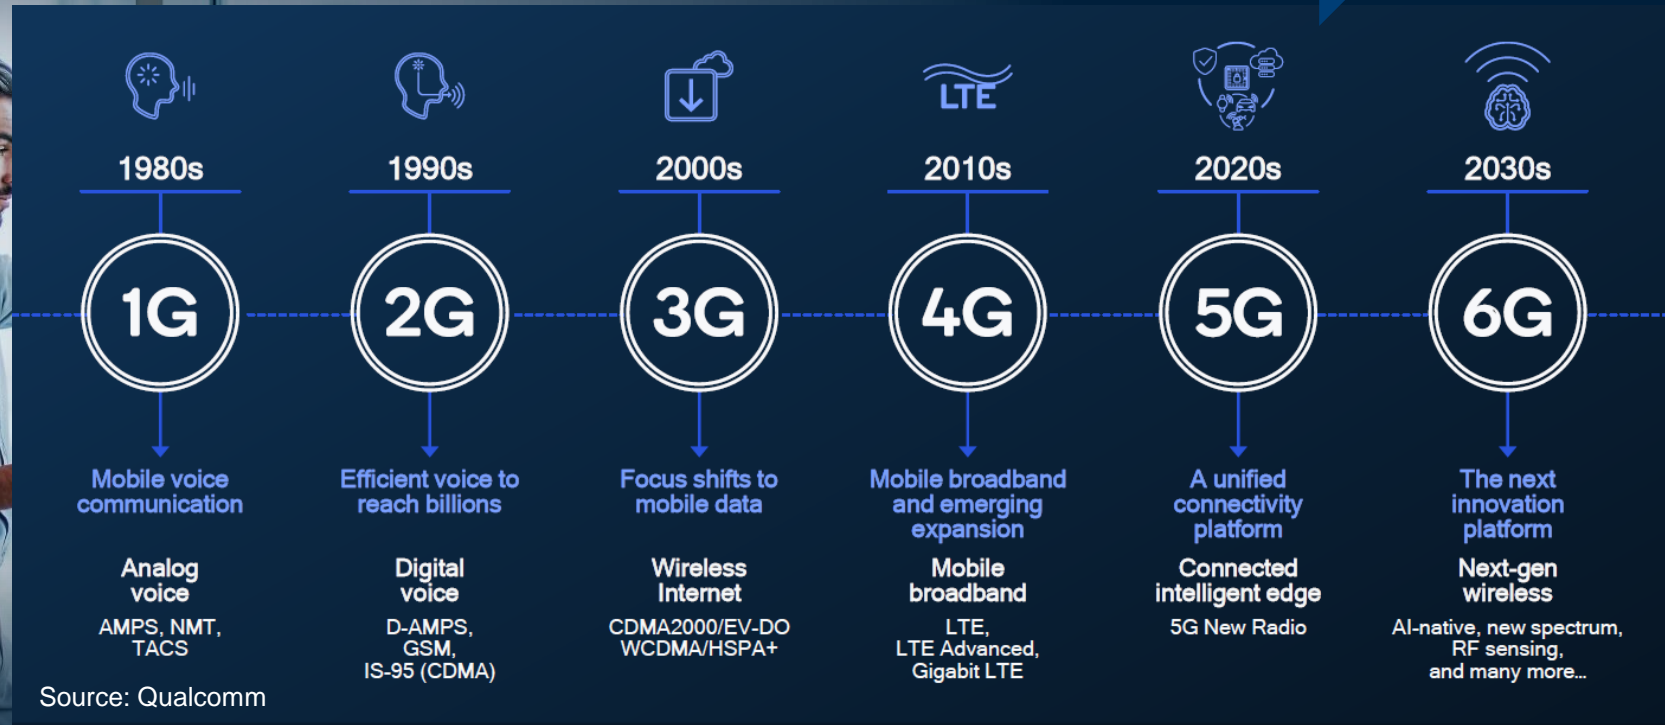 LTE
1980s
1990s
2000s
2010s
2020s
2030s
1G
2G
3G
4G
5G
6G
Mobile voice
communication
Efficient voice to
reach billions
Focus shifts to
mobile data
Mobile broadband
and emerging
expansion
A unified
connectivity
platform
The next
innovation
platform
Analog
voice
Digital
voice
Wireless
Internet
Mobile
broadband
Connected
intelligent edge
Next-gen
wireless
AMPS, NMT,
TACS
D-AMPS,
GSM,
IS-95 (CDMA)
CDMA2000/EV-DO
WCDMA/HSPA+
LTE,
LTE Advanced,
Gigabit LTE
5G New Radio
AI-native, new spectrum,
RF sensing,
and many more...
Source: Qualcomm